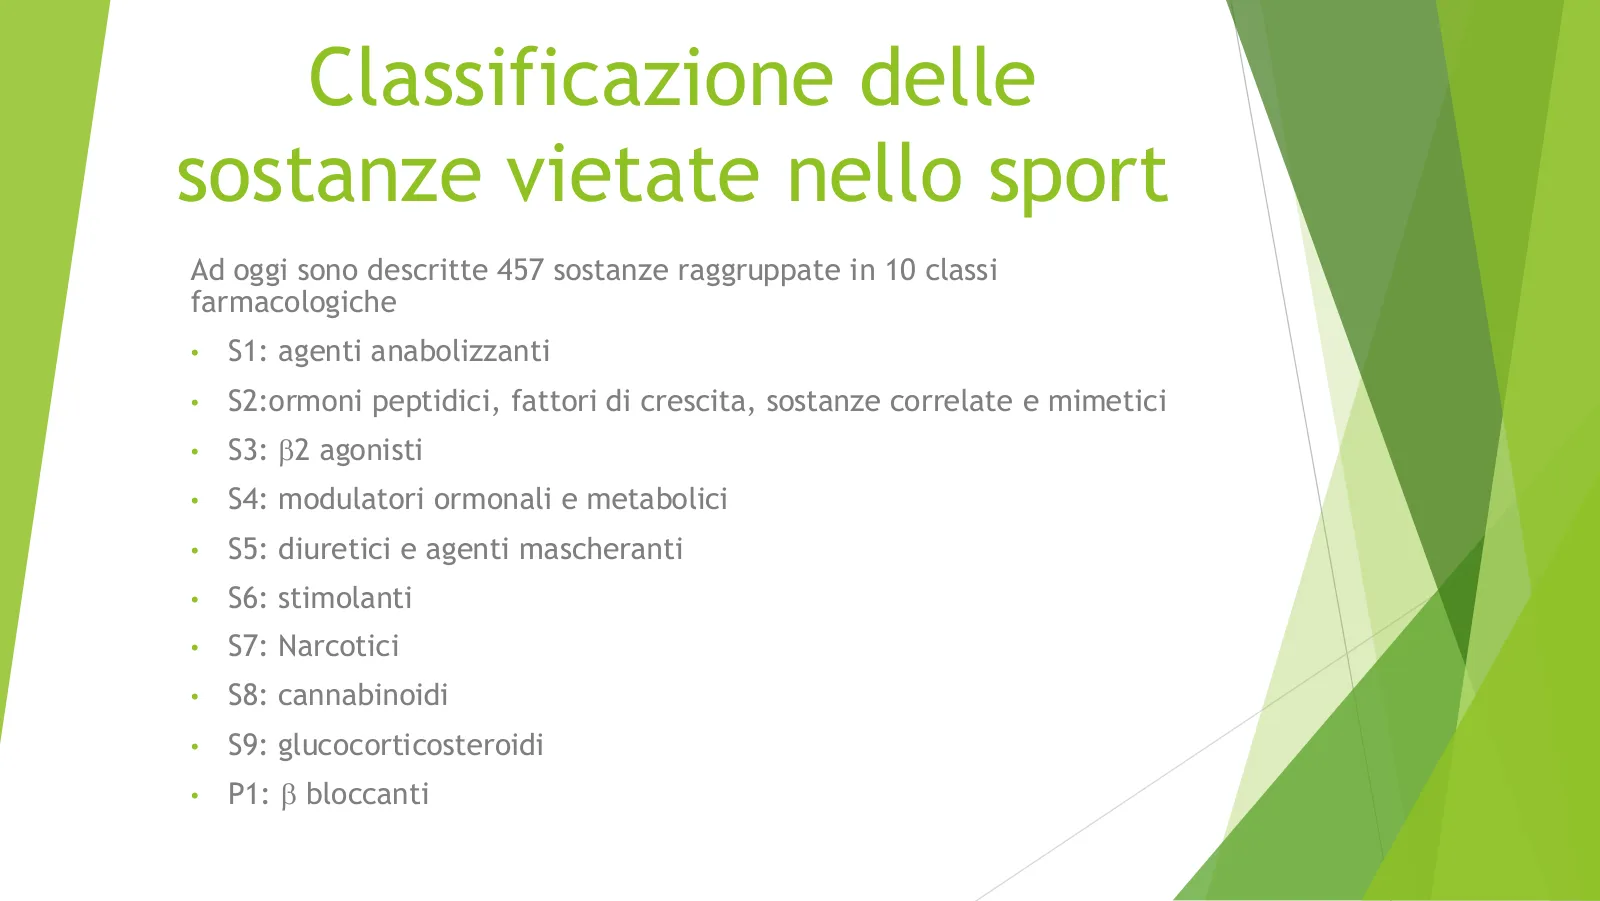 Classificazione delle
sostanze vietate nello sport
Ad oggi sono descritte 457 sostanze raggruppate in 10 classi
farmacologiche
• S1: agenti anabolizzanti
• S2:ormoni peptidici, fattori di crescita, sostanze correlate e mimetici
• S3: β2 agonisti
• S4: modulatori ormonali e metabolici
• S5: diuretici e agenti mascheranti
• S6: stimolanti
• S7: Narcotici
• S8: cannabinoidi
• S9: glucocorticosteroidi
• P1: β bloccanti